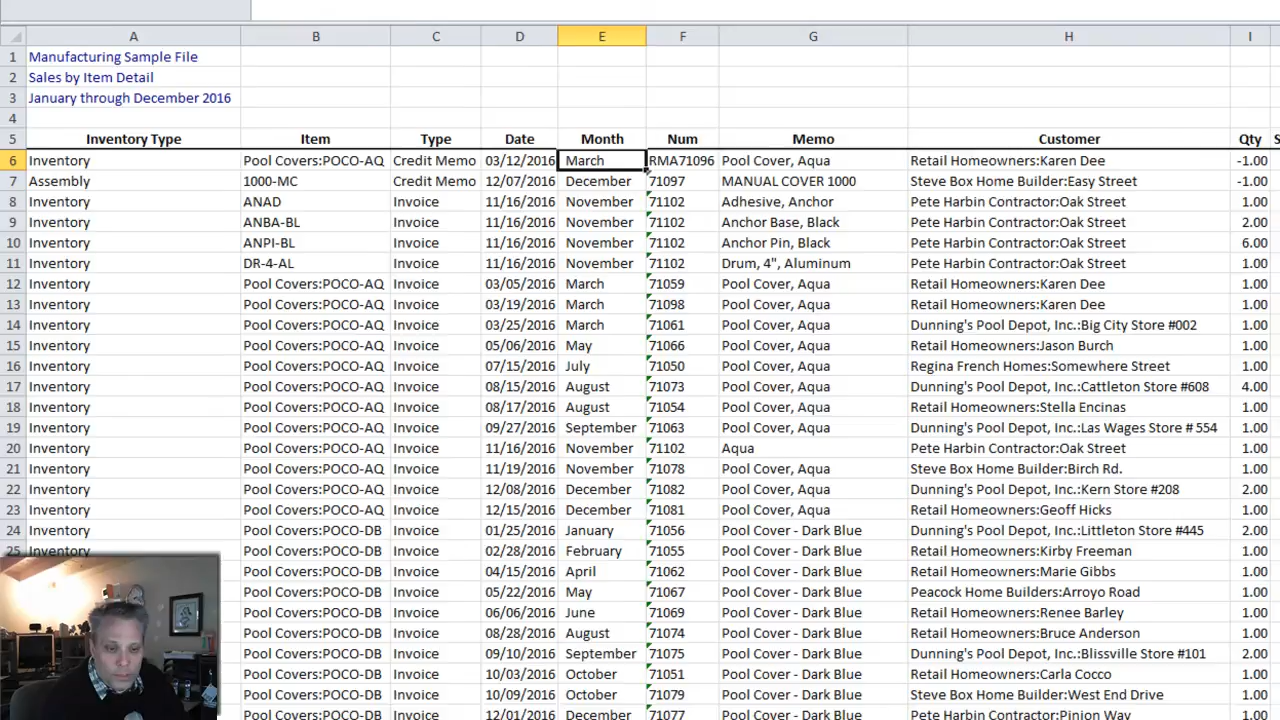 A B C D E F G H I
1 Manufacturing Sample File
2 Sales by Item Detail
3 January through December 2016
4
5 Inventory Type Item Type Date Month Num Memo Customer Qty S
6 Inventory Pool Covers:POCO-AQ Credit Memo 03/12/2016 March RMA71096 Pool Cover, Aqua Retail Homeowners:Karen Dee -1.00
7 Assembly 1000-MC Credit Memo 12/07/2016 December 71097 MANUAL COVER 1000 Steve Box Home Builder:Easy Street -1.00
8 Inventory ANAD Invoice 11/16/2016 November 71102 Adhesive, Anchor Pete Harbin Contractor:Oak Street 1.00
9 Inventory ANBA-BL Invoice 11/16/2016 November 71102 Anchor Base, Black Pete Harbin Contractor:Oak Street 2.00
10 Inventory ANPI-BL Invoice 11/16/2016 November 71102 Anchor Pin, Black Pete Harbin Contractor:Oak Street 6.00
11 Inventory DR-4-AL Invoice 11/16/2016 November 71102 Drum, 4", Aluminum Pete Harbin Contractor:Oak Street 1.00
12 Inventory Pool Covers:POCO-AQ Invoice 03/05/2016 March 71059 Pool Cover, Aqua Retail Homeowners:Karen Dee 1.00
13 Inventory Pool Covers:POCO-AQ Invoice 03/19/2016 March 71098 Pool Cover, Aqua Retail Homeowners:Karen Dee 1.00
14 Inventory Pool Covers:POCO-AQ Invoice 03/25/2016 March 71061 Pool Cover, Aqua Dunning's Pool Depot, Inc.:Big City Store #002 1.00
15 Inventory Pool Covers:POCO-AQ Invoice 05/06/2016 May 71066 Pool Cover, Aqua Retail Homeowners:Jason Burch 1.00
16 Inventory Pool Covers:POCO-AQ Invoice 07/15/2016 July 71050 Pool Cover, Aqua Regina French Homes:Somewhere Street 1.00
17 Inventory Pool Covers:POCO-AQ Invoice 08/15/2016 August 71073 Pool Cover, Aqua Dunning's Pool Depot, Inc.:Cattleton Store #608 4.00
18 Inventory Pool Covers:POCO-AQ Invoice 08/17/2016 August 71054 Pool Cover, Aqua Retail Homeowners:Stella Encinas 1.00
19 Inventory Pool Covers:POCO-AQ Invoice 09/27/2016 September 71063 Pool Cover, Aqua Dunning's Pool Depot, Inc.:Las Wages Store # 554 1.00
20 Inventory Pool Covers:POCO-AQ Invoice 11/16/2016 November 71102 Aqua Pete Harbin Contractor:Oak Street 1.00
21 Inventory Pool Covers:POCO-AQ Invoice 11/19/2016 November 71078 Pool Cover, Aqua Steve Box Home Builder:Birch Rd. 1.00
22 Inventory Pool Covers:POCO-AQ Invoice 12/08/2016 December 71082 Pool Cover, Aqua Dunning's Pool Depot, Inc.:Kern Store #208 2.00
23 Inventory Pool Covers:POCO-AQ Invoice 12/15/2016 December 71081 Pool Cover, Aqua Retail Homeowners:Geoff Hicks 1.00
24 Inventory Pool Covers:POCO-DB Invoice 01/25/2016 January 71056 Pool Cover - Dark Blue Dunning's Pool Depot, Inc.:Littleton Store #445 2.00
25 Inventory Pool Covers:POCO-DB Invoice 02/28/2016 February 71055 Pool Cover - Dark Blue Retail Homeowners:Kirby Freeman 1.00
Pool Covers:POCO-DB Invoice 04/15/2016 April 71062 Pool Cover - Dark Blue Retail Homeowners:Marie Gibbs 1.00
Pool Covers:POCO-DB Invoice 05/22/2016 May 71067 Pool Cover - Dark Blue Peacock Home Builders:Arroyo Road 1.00
Pool Covers:POCO-DB Invoice 06/06/2016 June 71069 Pool Cover - Dark Blue Retail Homeowners:Renee Barley 1.00
Pool Covers:POCO-DB Invoice 08/28/2016 August 71074 Pool Cover - Dark Blue Retail Homeowners:Bruce Anderson 1.00
Pool Covers:POCO-DB Invoice 09/10/2016 September 71075 Pool Cover - Dark Blue Dunning's Pool Depot, Inc.:Blissville Store #101 2.00
Pool Covers:POCO-DB Invoice 10/03/2016 October 71051 Pool Cover - Dark Blue Retail Homeowners:Carla Cocco 1.00
Pool Covers:POCO-DB Invoice 10/09/2016 October 71079 Pool Cover - Dark Blue Steve Box Home Builder:West End Drive 1.00
Pool Covers:POCO-DB Invoice 12/01/2016 December 71077 Pool Cover - Dark Blue Pete Harbin Contractor:Pinion Way 1.00